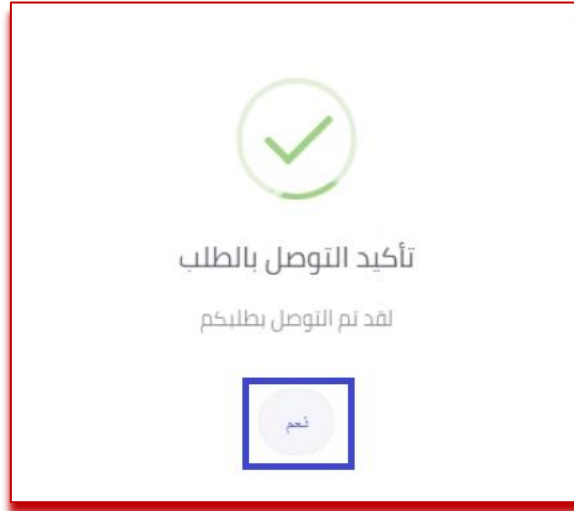 تأكيد التوصل بالطلب
لقد تم التوصل بطلبكم
نعم